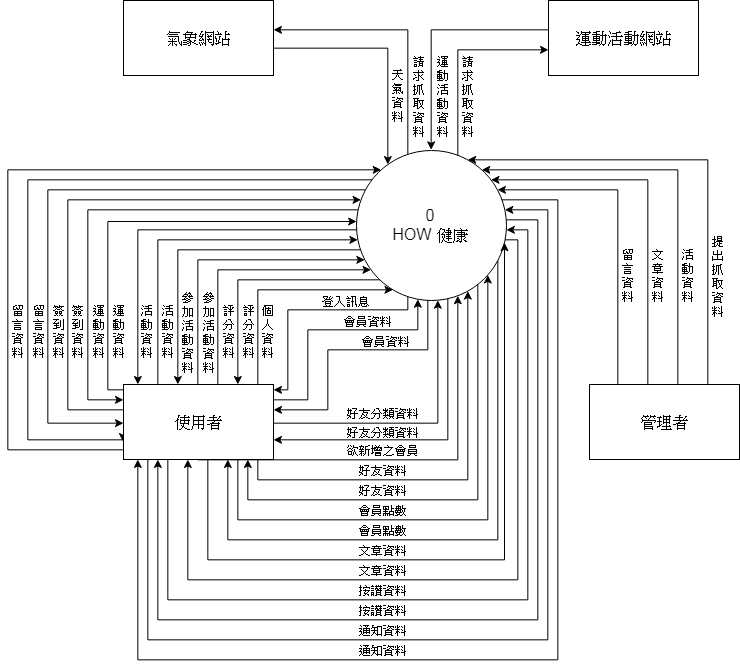 氣象網站
運動活動網站
天氣資料
請求抓取資料
運動活動資料
請求抓取資料
0
HOW 健康
留言資料
留言資料
簽到資料
簽到資料
運動資料
運動資料
活動資料
活動資料
參加活動資料
參加活動資料
評分資料
評分資料
個人資料
登入訊息
會員資料
會員資料
留言資料
文章資料
活動資料
提出抓取資料
使用者
管理者
好友分類資料
好友分類資料
欲新增之會員
好友資料
好友資料
會員點數
會員點數
文章資料
文章資料
按讚資料
按讚資料
通知資料
通知資料